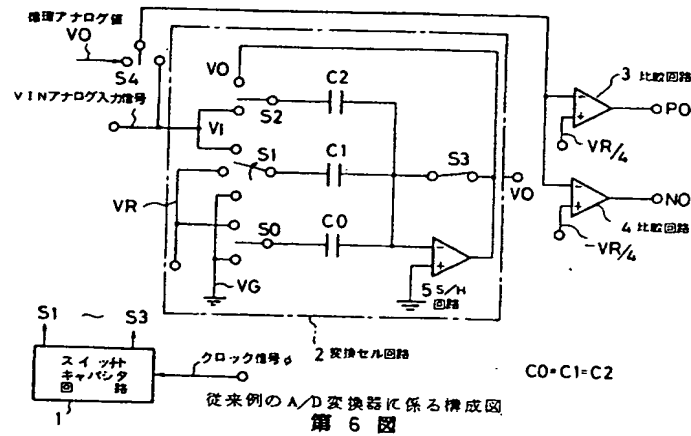 循環アナログ値
VO
S4
VINアナログ入力信号
VO
S2
C2
VI
S1
C1
S3
VO
VR
S0
C0
VG
5 S/H
回路
3 比較回路
PO
VR/4
NO
4 比較回路
-VR/4
2 変換セル回路
S1 ~ S3
スイッチト
キャパシタ
回路
1
クロック信号φ
C0=C1=C2
従来例のA/D変換器に係る構成図
第 6 図